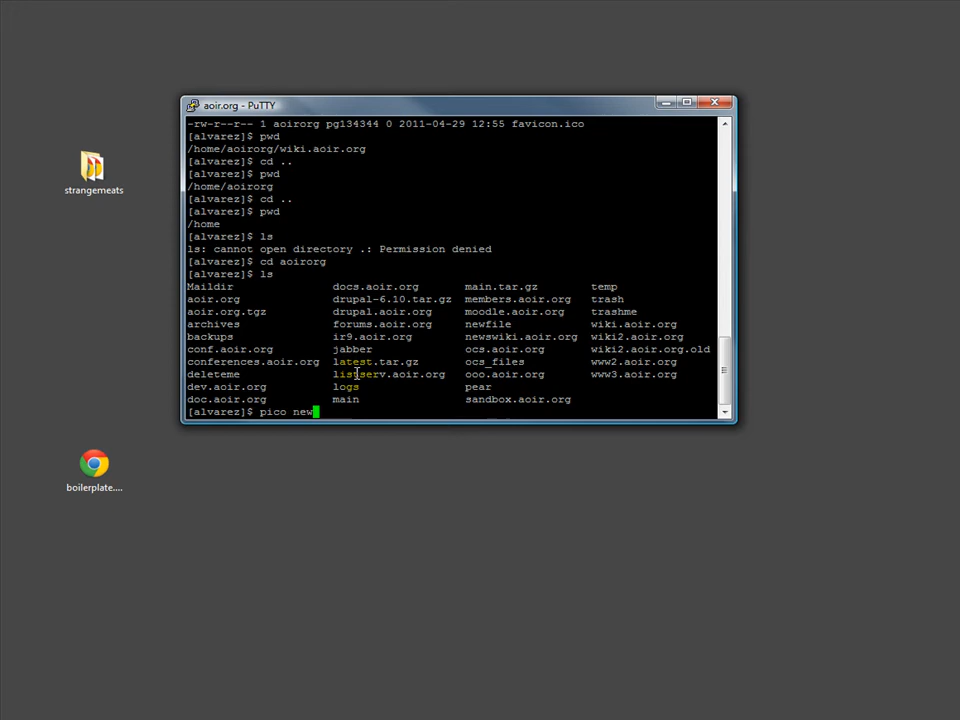 aoir.org - PuTTY
-rw-r--r-- 1 aoirorg pg134344 0 2011-04-29 12:55 favicon.ico
[alvarez]$ pwd
/home/aoirorg/wiki.aoir.org
[alvarez]$ cd ..
[alvarez]$ pwd
/home/aoirorg
[alvarez]$ cd ..
[alvarez]$ pwd
/home
[alvarez]$ ls
ls: cannot open directory .: Permission denied
[alvarez]$ cd aoirorg
[alvarez]$ ls
Maildir docs.aoir.org main.tar.gz temp
aoir.org drupal-6.10.tar.gz members.aoir.org trash
aoir.org.tgz drupal.aoir.org moodle.aoir.org trashme
archives forums.aoir.org newfile wiki.aoir.org
backups ir9.aoir.org newswiki.aoir.org wiki2.aoir.org
conf.aoir.org jabber ocs.aoir.org wiki2.aoir.org.old
conferences.aoir.org latest.tar.gz ocs_files www2.aoir.org
deleteme listserv.aoir.org ooo.aoir.org www3.aoir.org
dev.aoir.org logs pear
doc.aoir.org main sandbox.aoir.org
[alvarez]$ pico new
strangemeats
boilerplate....